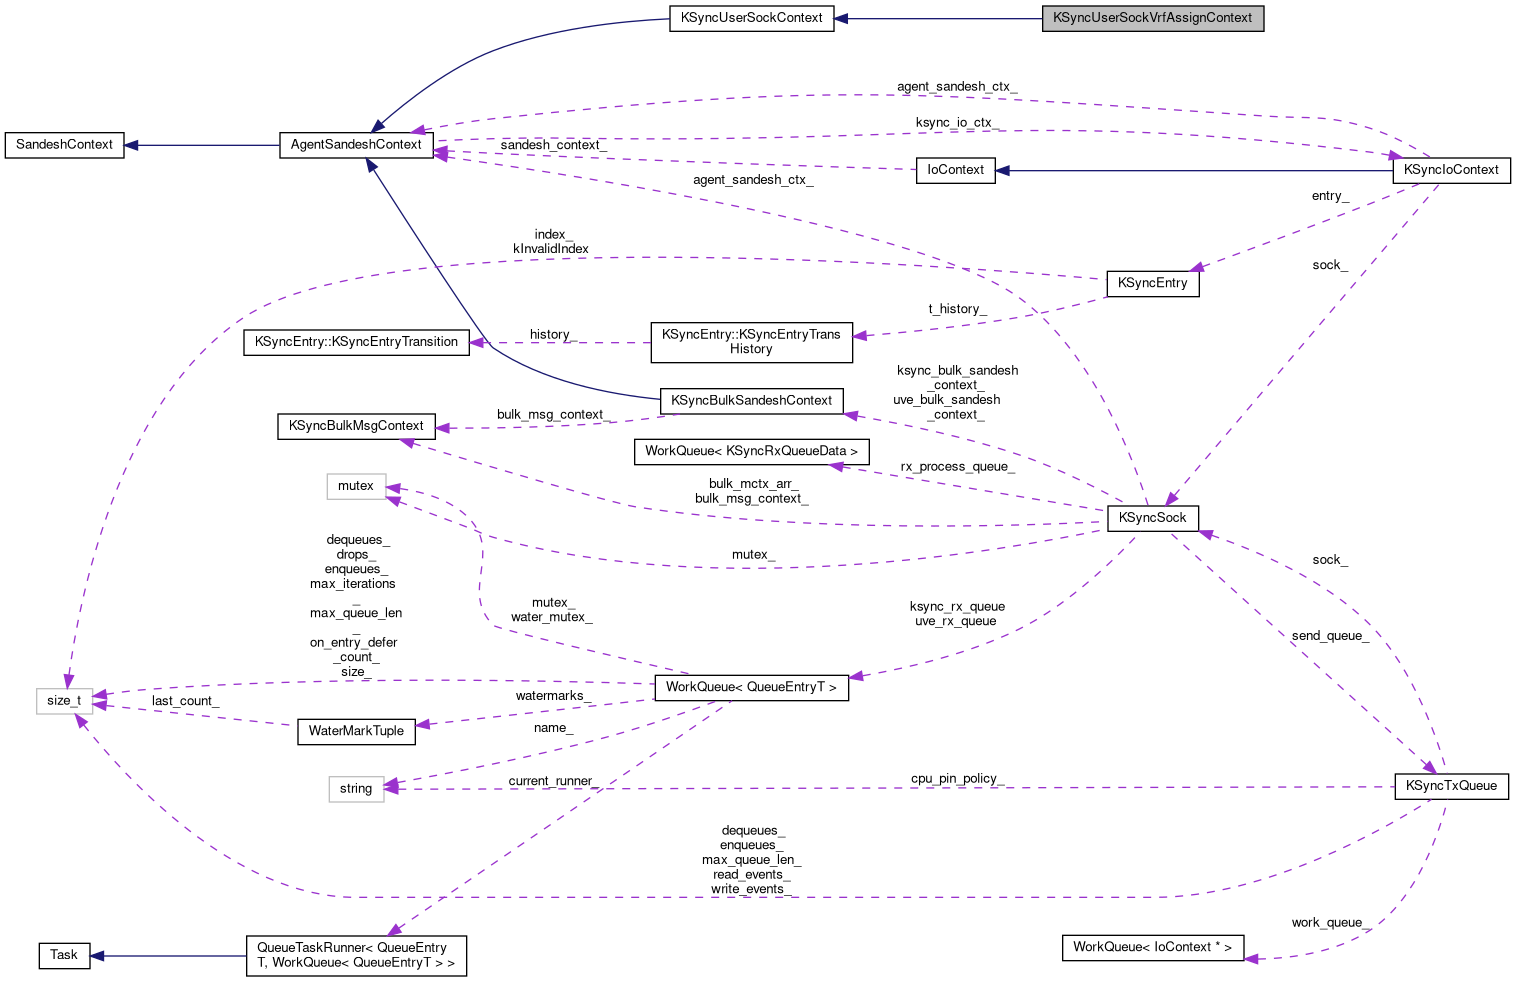 KSyncUserSockContext
KSyncUserSockVrfAssignContext
agent_sandesh_ctx_
ksync_io_ctx_
SandeshContext
AgentSandeshContext
sandesh_context_
IoContext
KSyncIoContext
agent_sandesh_ctx_
entry_
index_
kInvalidIndex
sock_
KSyncEntry
t_history_
KSyncEntry::KSyncEntryTransition
history_
KSyncEntry::KSyncEntryTrans
History
ksync_bulk_sandesh
_context_
uve_bulk_sandesh
_context_
KSyncBulkSandeshContext
bulk_msg_context_
KSyncBulkMsgContext
WorkQueue< KSyncRxQueueData >
rx_process_queue_
mutex
bulk_mctx_arr_
bulk_msg_context_
KSyncSock
dequeues_
drops_
enqueues_
max_iterations
_
max_queue_len
_
on_entry_defer
_count_
size_
mutex_
sock_
mutex_
water_mutex_
ksync_rx_queue
uve_rx_queue
send_queue_
size_t
WorkQueue< QueueEntryT >
last_count_
watermarks_
WaterMarkTuple
name_
string
current_runner_
cpu_pin_policy_
KSyncTxQueue
dequeues_
enqueues_
max_queue_len_
read_events_
write_events_
work_queue_
Task
QueueTaskRunner< QueueEntry
T, WorkQueue< QueueEntryT > >
WorkQueue< IoContext * >